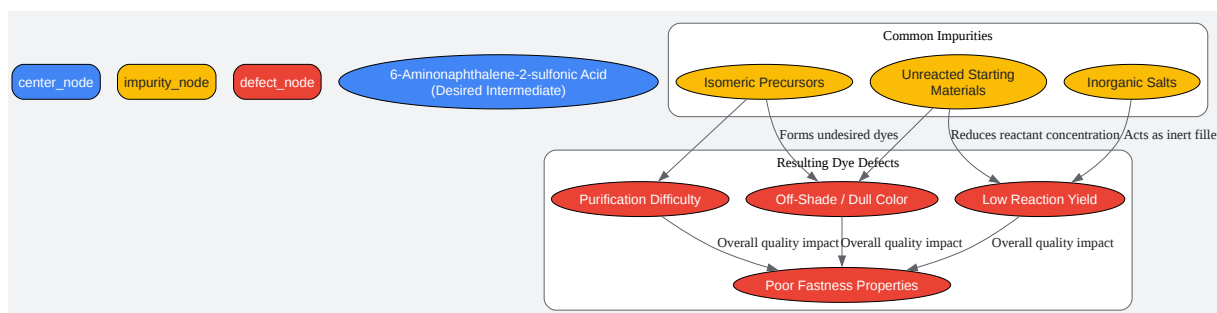 Common Impurities
center_node
impurity_node
defect_node
6-Aminonaphthalene-2-sulfonic Acid
(Desired Intermediate)
Isomeric Precursors
Unreacted Starting
Materials
Inorganic Salts
Forms undesired dyes
Reduces reactant concentration
Acts as inert fille
Resulting Dye Defects
Purification Difficulty
Off-Shade / Dull Color
Low Reaction Yield
Overall quality impact
Overall quality impact
Overall quality impact
Poor Fastness Properties